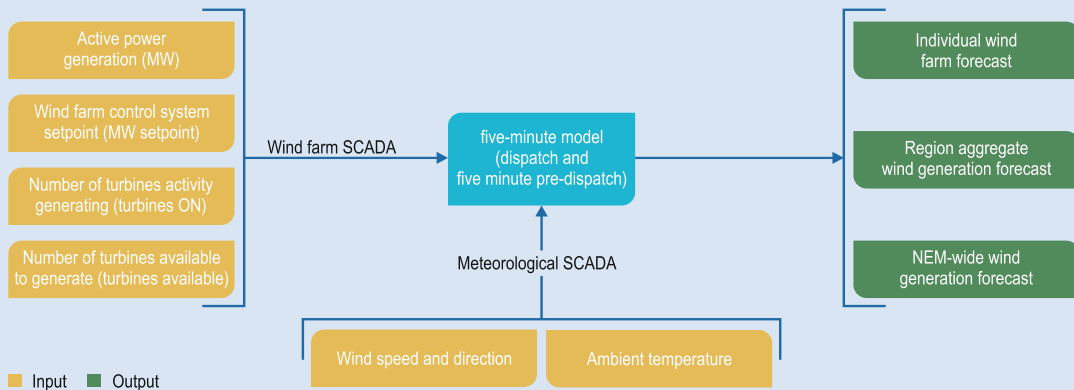 Active power
generation (MW)
Wind farm control system
setpoint (MW setpoint)
Number of turbines activity
generating (turbines ON)
Number of turbines available
to generate (turbines available)
Wind farm SCADA
five-minute model
(dispatch and
five minute pre-dispatch)
Meteorological SCADA
Wind speed and direction
Ambient temperature
Individual wind
farm forecast
Region aggregate
wind generation forecast
NEM-wide wind
generation forecast
Input
Output